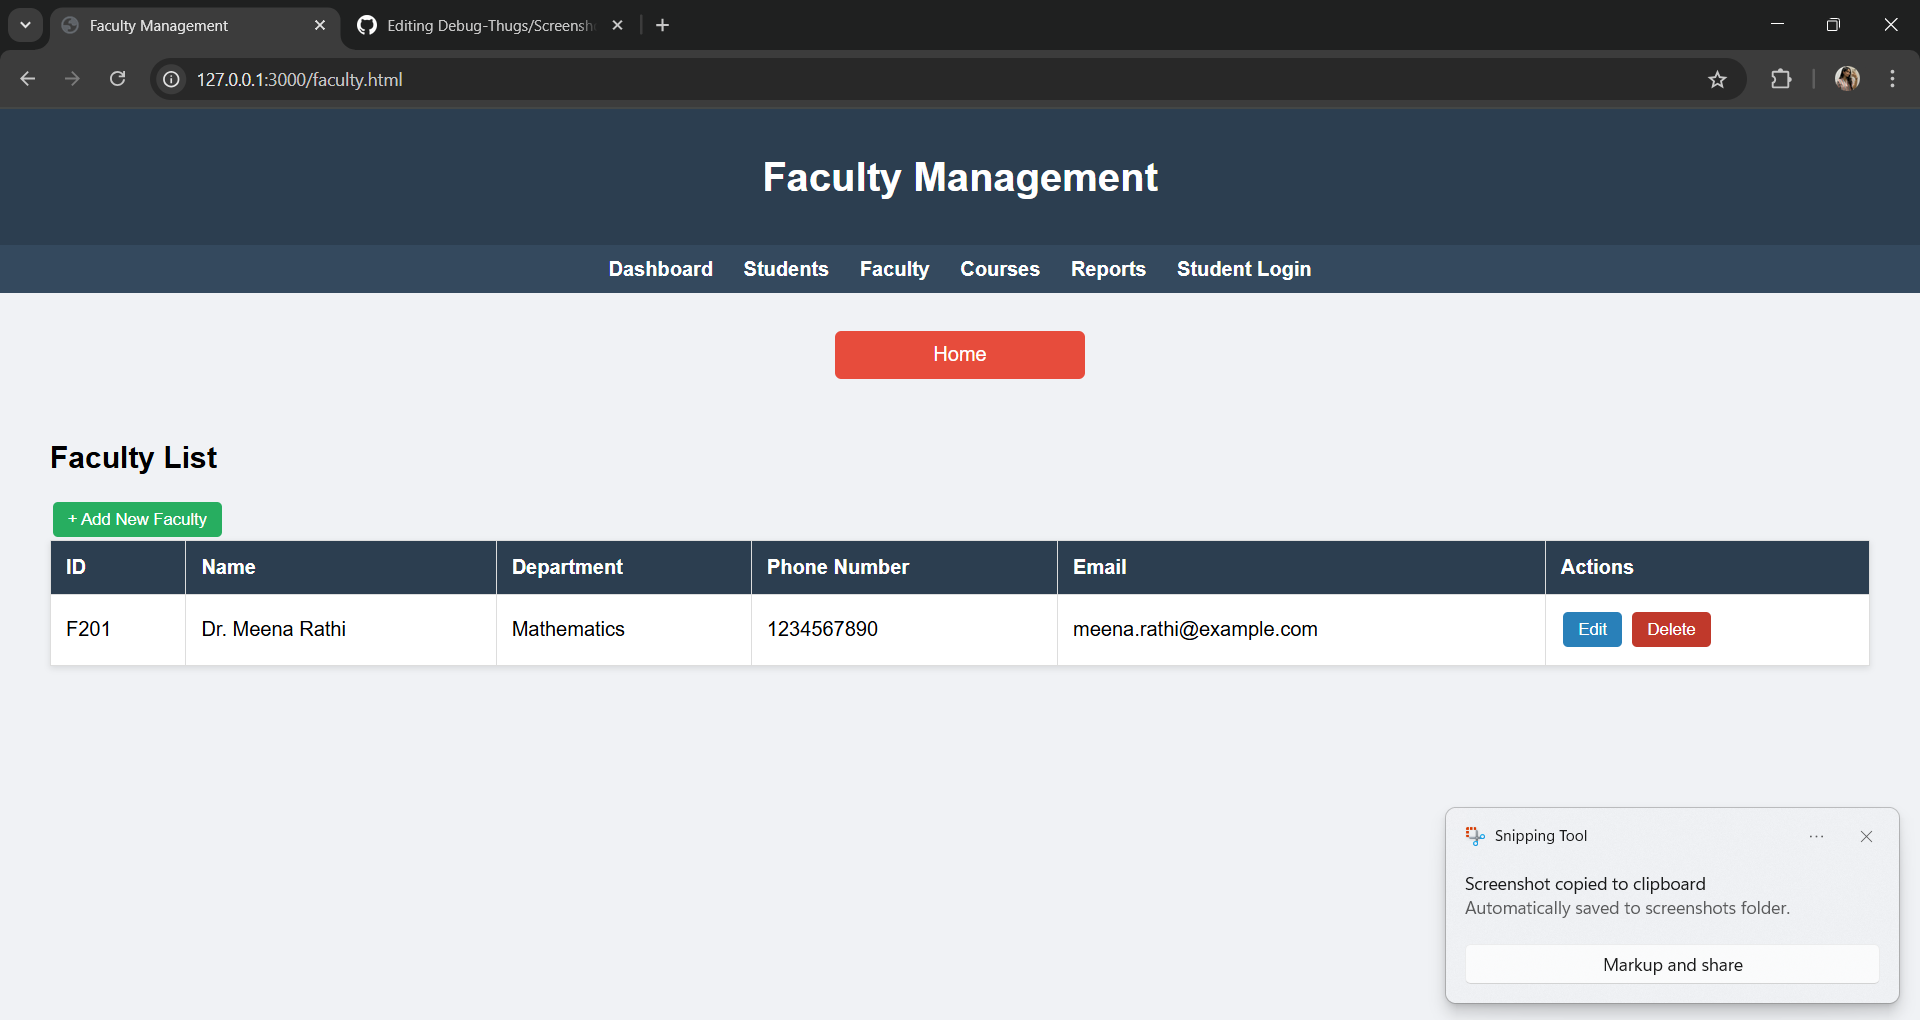 Faculty Management
Editing Debug-Thugs/Screensh
127.0.0.1:3000/faculty.html
Faculty Management
Dashboard Students Faculty Courses Reports Student Login
Home
Faculty List
+ Add New Faculty
ID Name Department Phone Number Email Actions
F201 Dr. Meena Rathi Mathematics 1234567890 meena.rathi@example.com Edit Delete
Snipping Tool
Screenshot copied to clipboard
Automatically saved to screenshots folder.
Markup and share